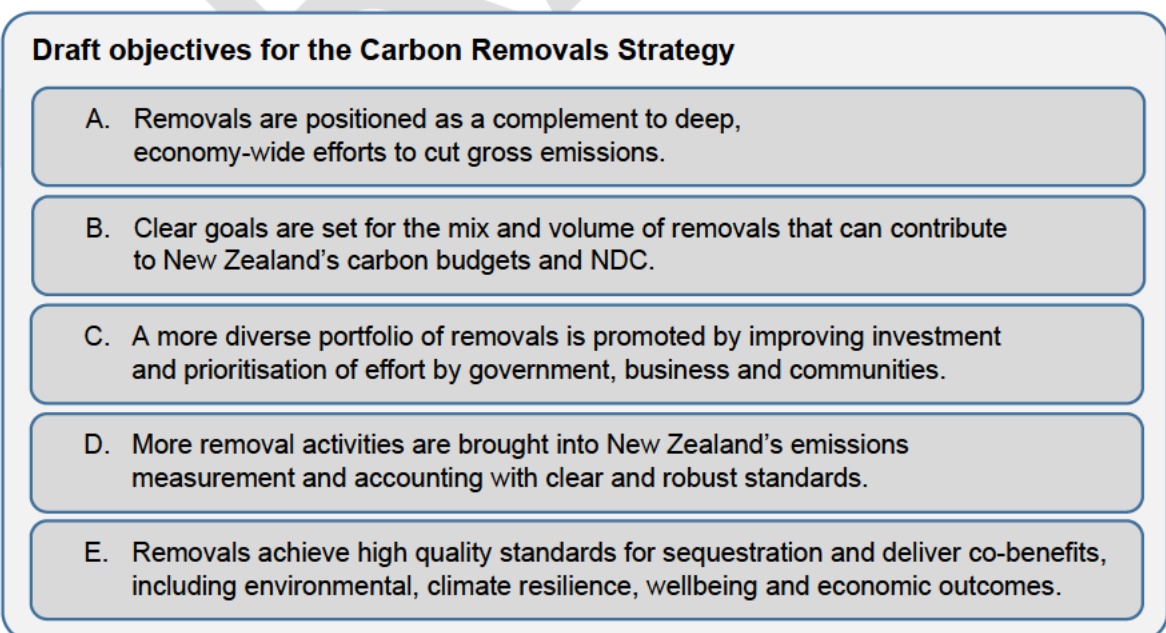 Draft objectives for the Carbon Removals Strategy
A. Removals are positioned as a complement to deep,
economy-wide efforts to cut gross emissions.
B. Clear goals are set for the mix and volume of removals that can contribute
to New Zealand's carbon budgets and NDC.
C. A more diverse portfolio of removals is promoted by improving investment
and prioritisation of effort by government, business and communities.
D. More removal activities are brought into New Zealand's emissions
measurement and accounting with clear and robust standards.
E. Removals achieve high quality standards for sequestration and deliver co-benefits,
including environmental, climate resilience, wellbeing and economic outcomes.